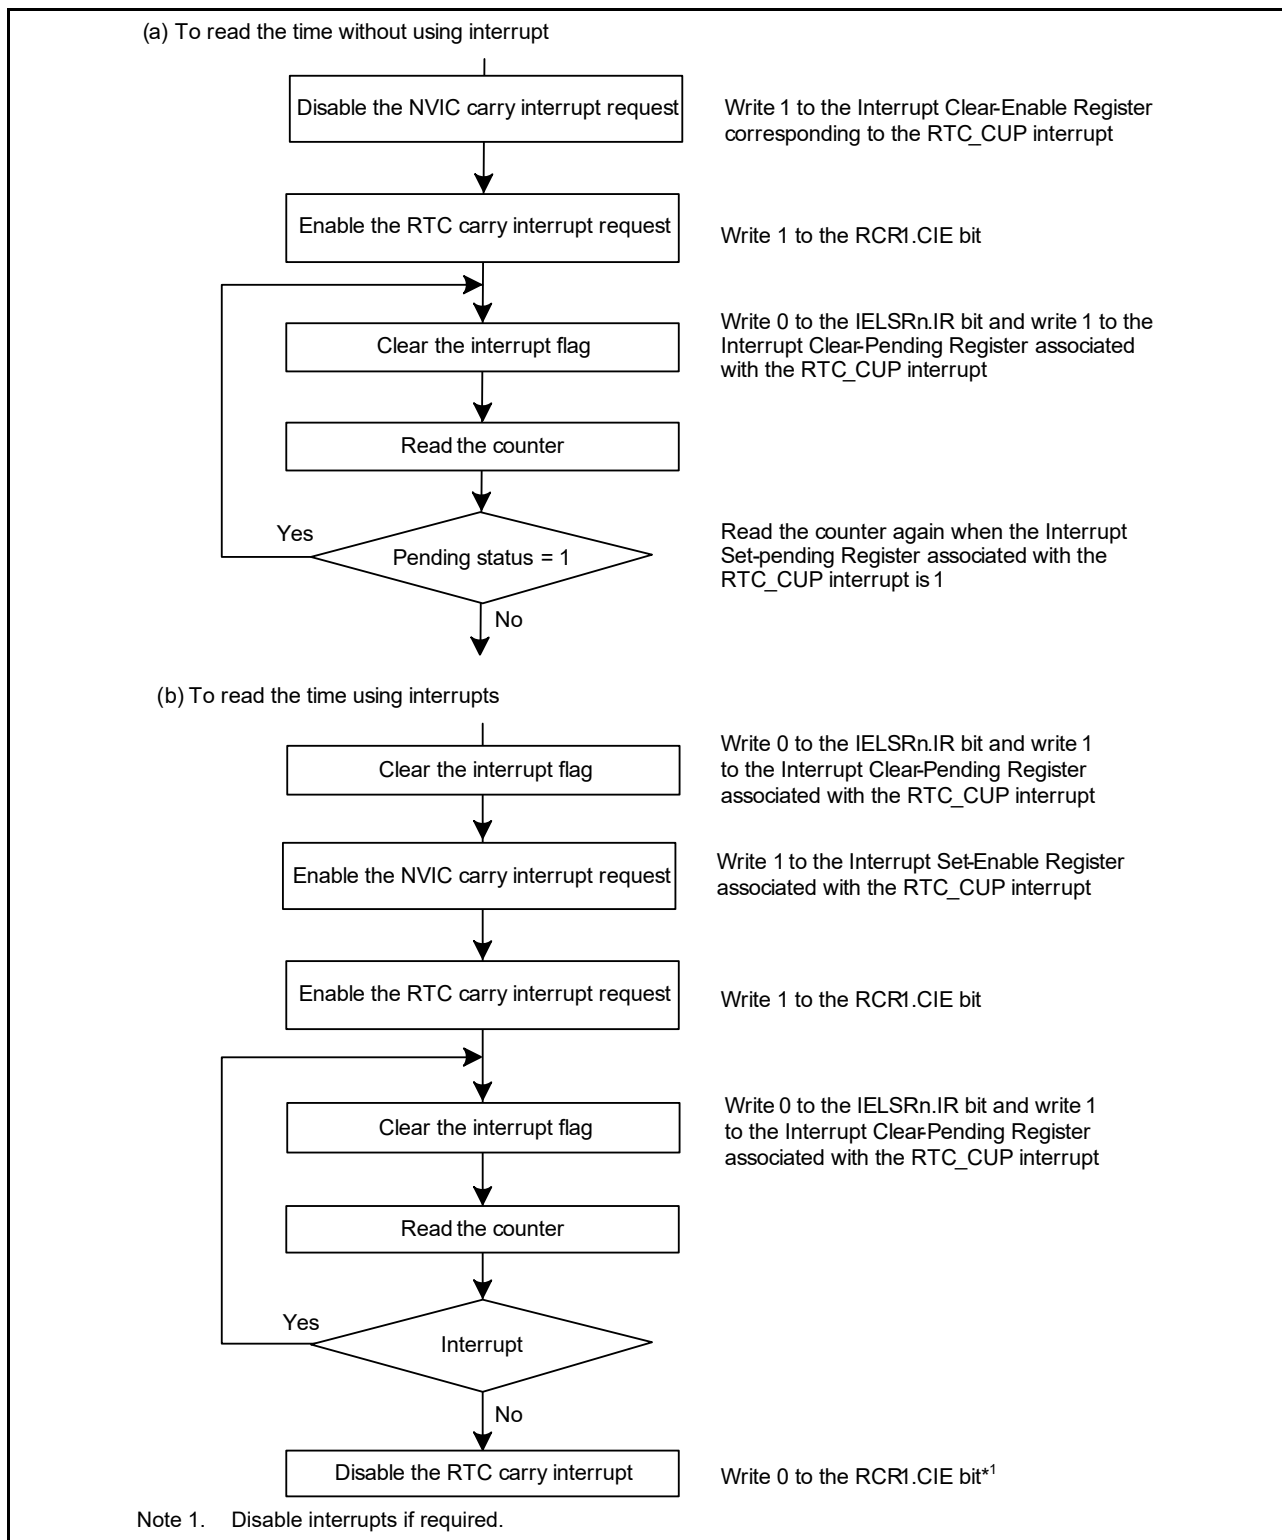 (a) To read the time without using interrupt
Disable the NVIC carry interrupt request
Write 1 to the Interrupt Clear-Enable Register
corresponding to the RTC_CUP interrupt
Enable the RTC carry interrupt request
Write 1 to the RCR1.CIE bit
Clear the interrupt flag
Write 0 to the IELSRn.IR bit and write 1 to the
Interrupt Clear-Pending Register associated
with the RTC_CUP interrupt
Read the counter
Yes
Pending status = 1
Read the counter again when the Interrupt
Set-pending Register associated with the
RTC_CUP interrupt is 1
No
(b) To read the time using interrupts
Clear the interrupt flag
Write 0 to the IELSRn.IR bit and write 1
to the Interrupt Clear-Pending Register
associated with the RTC_CUP interrupt
Enable the NVIC carry interrupt request
Write 1 to the Interrupt Set-Enable Register
associated with the RTC_CUP interrupt
Enable the RTC carry interrupt request
Write 1 to the RCR1.CIE bit
Clear the interrupt flag
Write 0 to the IELSRn.IR bit and write 1
to the Interrupt Clear-Pending Register
associated with the RTC_CUP interrupt
Read the counter
Yes
Interrupt
No
Disable the RTC carry interrupt
Write 0 to the RCR1.CIE bit*1
Note 1. Disable interrupts if required.